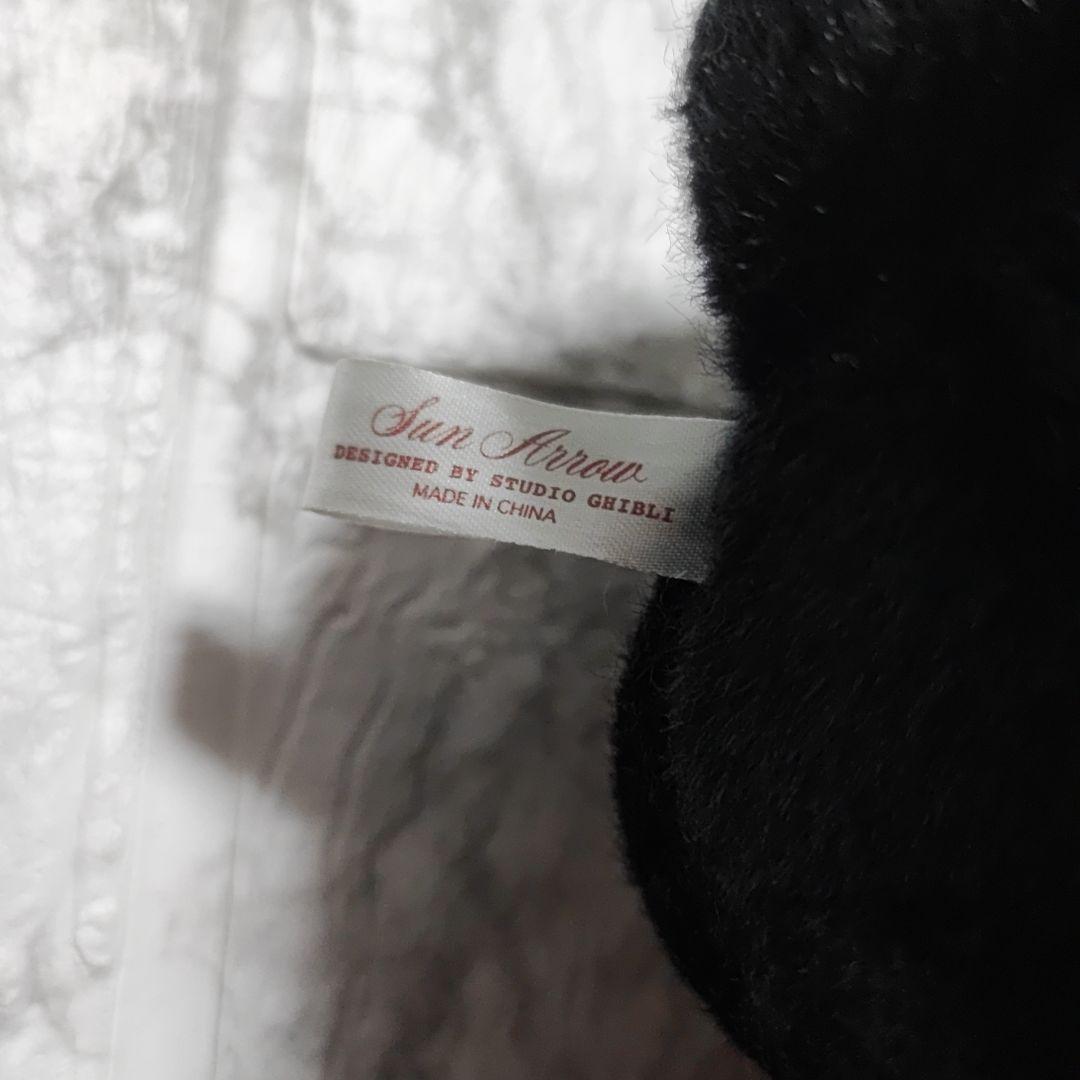 Sun Arrow
DESIGNED BY STUDIO GHIBLI
MADE IN CHINA